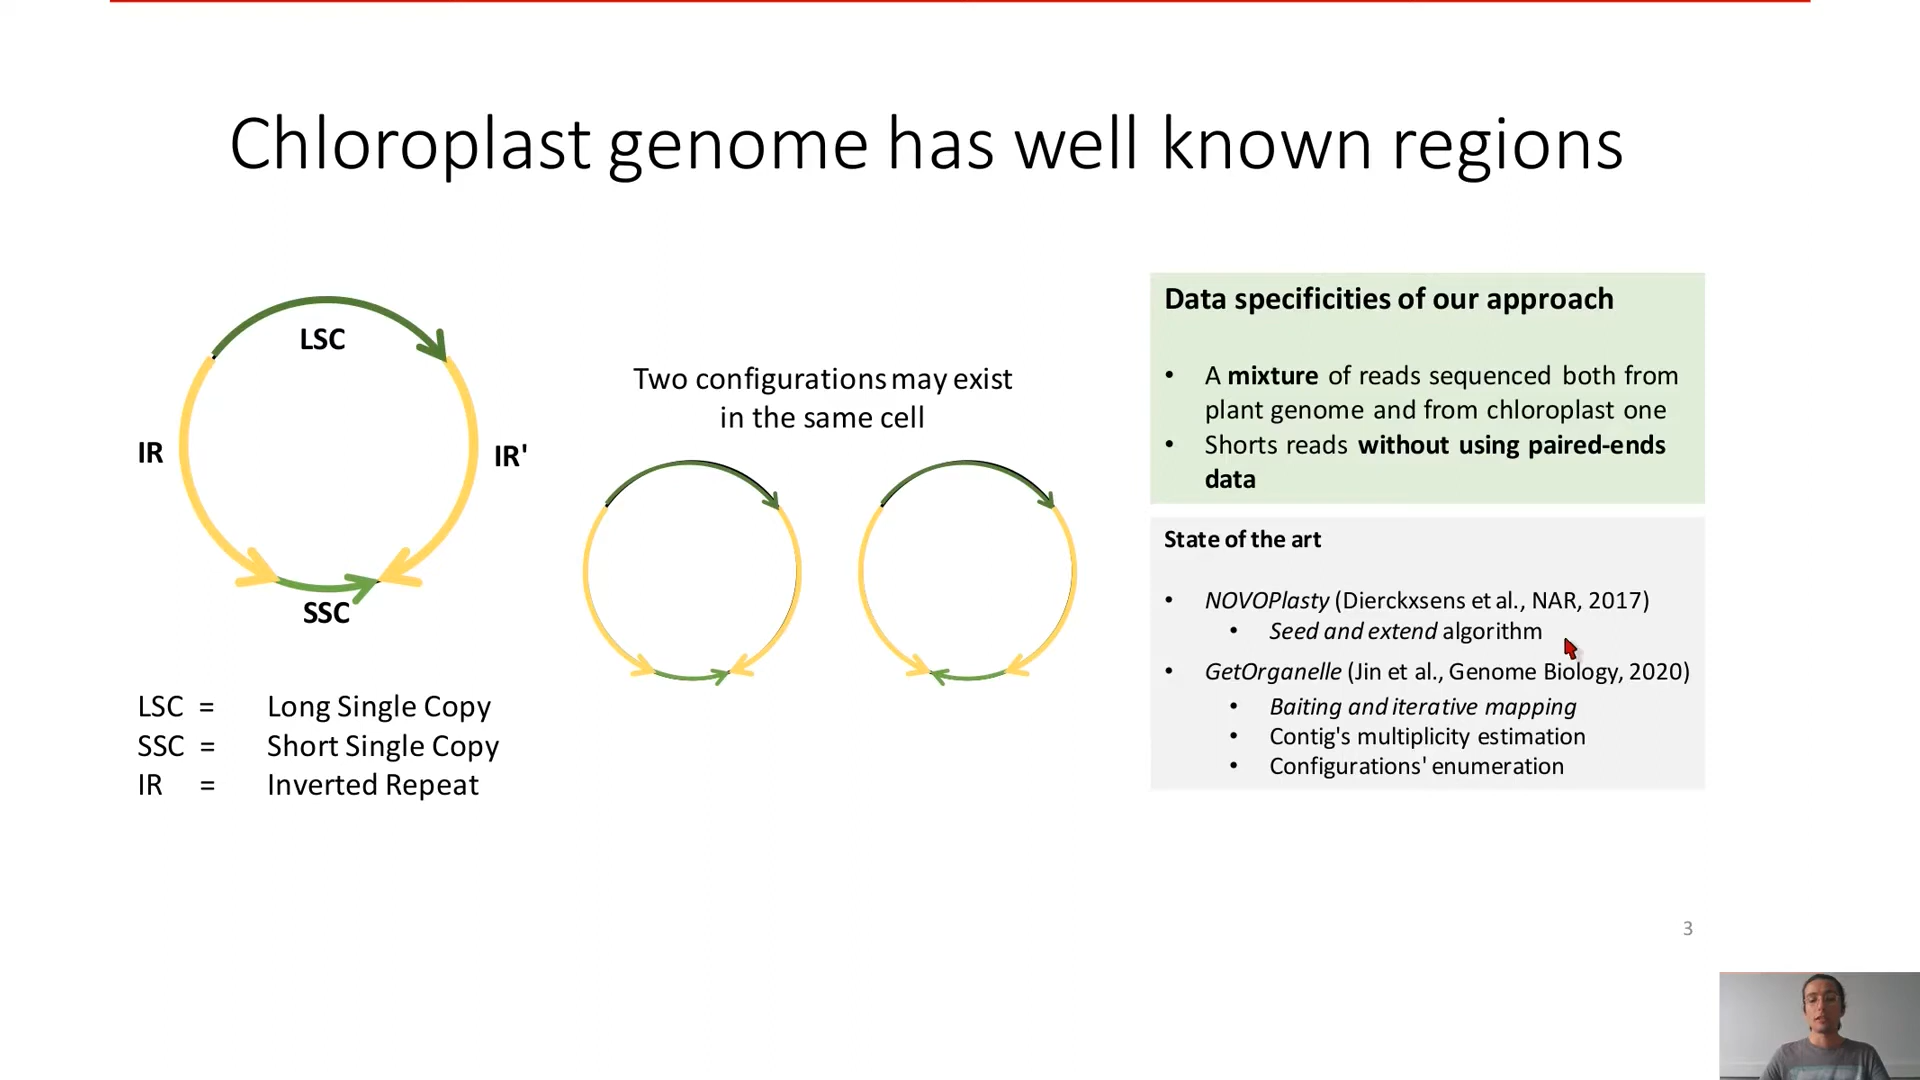 Chloroplast genome has well known regions
LSC
IR
IR'
SSC
LSC = Long Single Copy
SSC = Short Single Copy
IR = Inverted Repeat
Two configurations may exist
in the same cell
Data specificities of our approach
• A mixture of reads sequenced both from
plant genome and from chloroplast one
• Shorts reads without using paired-ends
data
State of the art
• NOVOPlasty (Dierckxsens et al., NAR, 2017)
• Seed and extend algorithm
• GetOrganelle (Jin et al., Genome Biology, 2020)
• Baiting and iterative mapping
• Contig's multiplicity estimation
• Configurations' enumeration
3